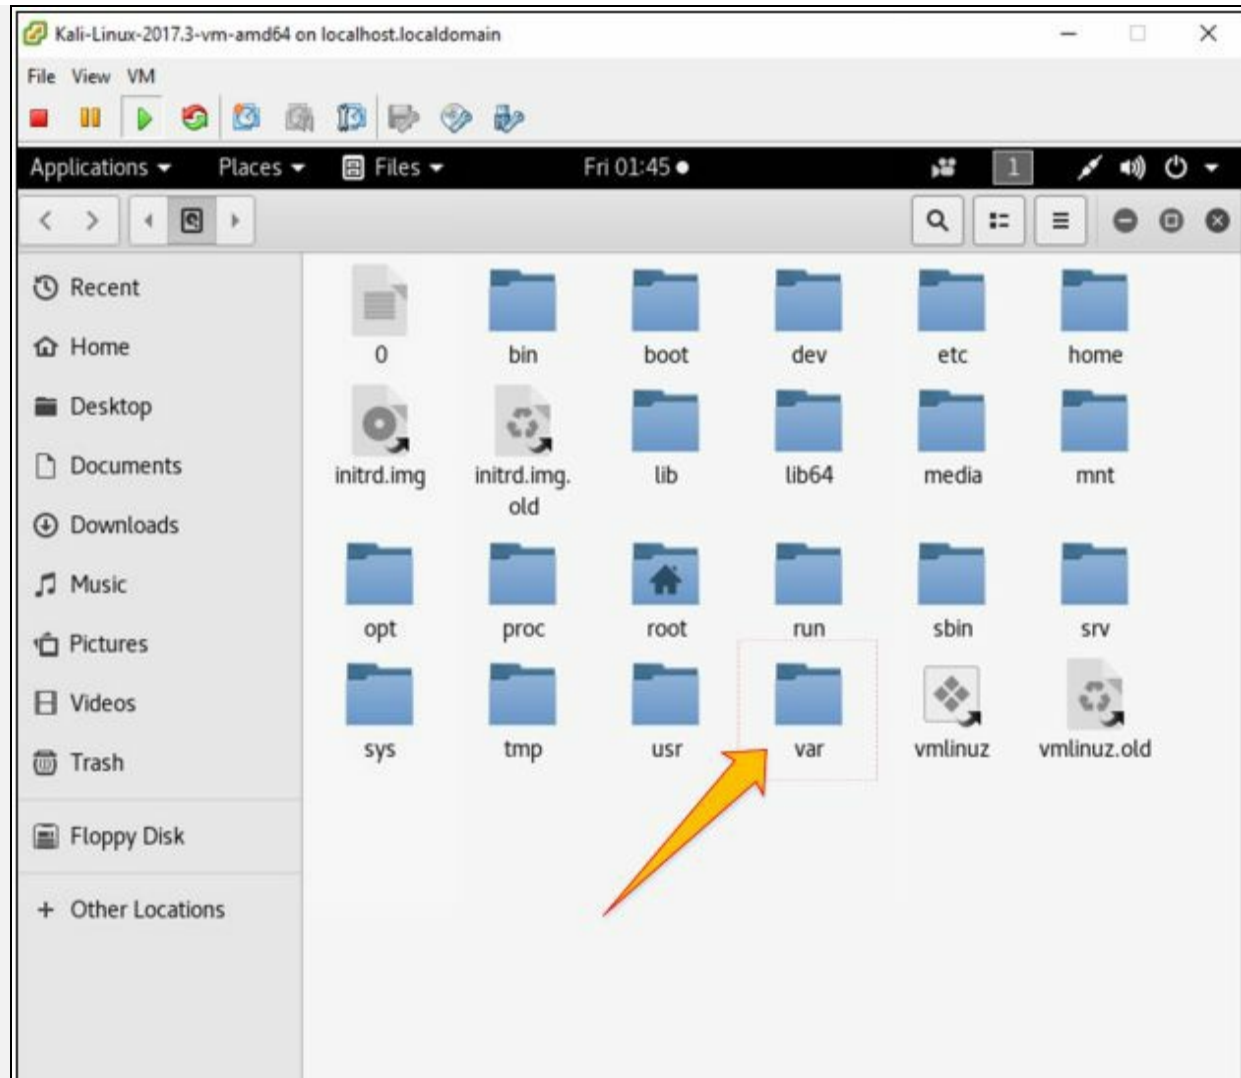 Kali-Linux-2017.3-vm-amd64 on localhost.localdomain
File View VM
Applications Places Files Fri 01:45 1
Recent
Home
Desktop
Documents
Downloads
Music
Pictures
Videos
Trash
Floppy Disk
+ Other Locations
0 bin boot dev etc home
initrd.img initrd.img. lib lib64 media mnt
old
opt proc root run sbin srv
sys tmp usr var vmlinuz vmlinuz.old